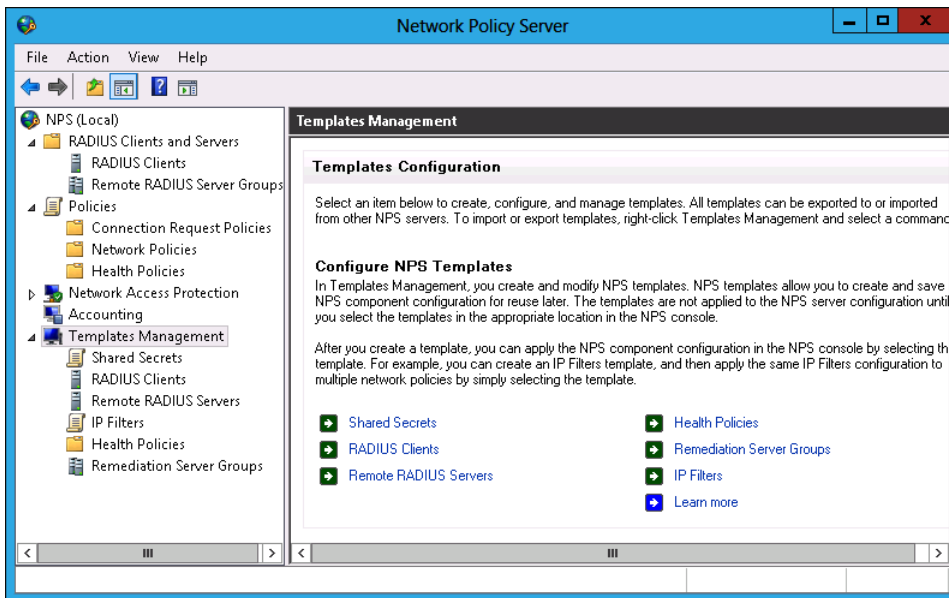 Network Policy Server
File Action View Help
NPS (Local)
RADIUS Clients and Servers
RADIUS Clients
Remote RADIUS Server Groups
Policies
Connection Request Policies
Network Policies
Health Policies
Network Access Protection
Accounting
Templates Management
Shared Secrets
RADIUS Clients
Remote RADIUS Servers
IP Filters
Health Policies
Remediation Server Groups
Templates Management
Templates Configuration
Select an item below to create, configure, and manage templates. All templates can be exported to or imported
from other NPS servers. To import or export templates, right-click Templates Management and select a
Configure NPS Templates
In Templates Management, you create and modify NPS templates. NPS templates allow you to create and save
NPS component configuration for reuse later. The templates are not applied to the NPS server configuration until
you select the templates in the appropriate location in the NPS console.
After you create a template, you can apply the NPS component configuration in the NPS console by selecting
template. For example, you can create an IP Filters template, and then apply the same IP Filters configuration to
multiple network policies by simply selecting the template.
Shared Secrets
RADIUS Clients
Remote RADIUS Servers
Health Policies
Remediation Server Groups
IP Filters
Learn more